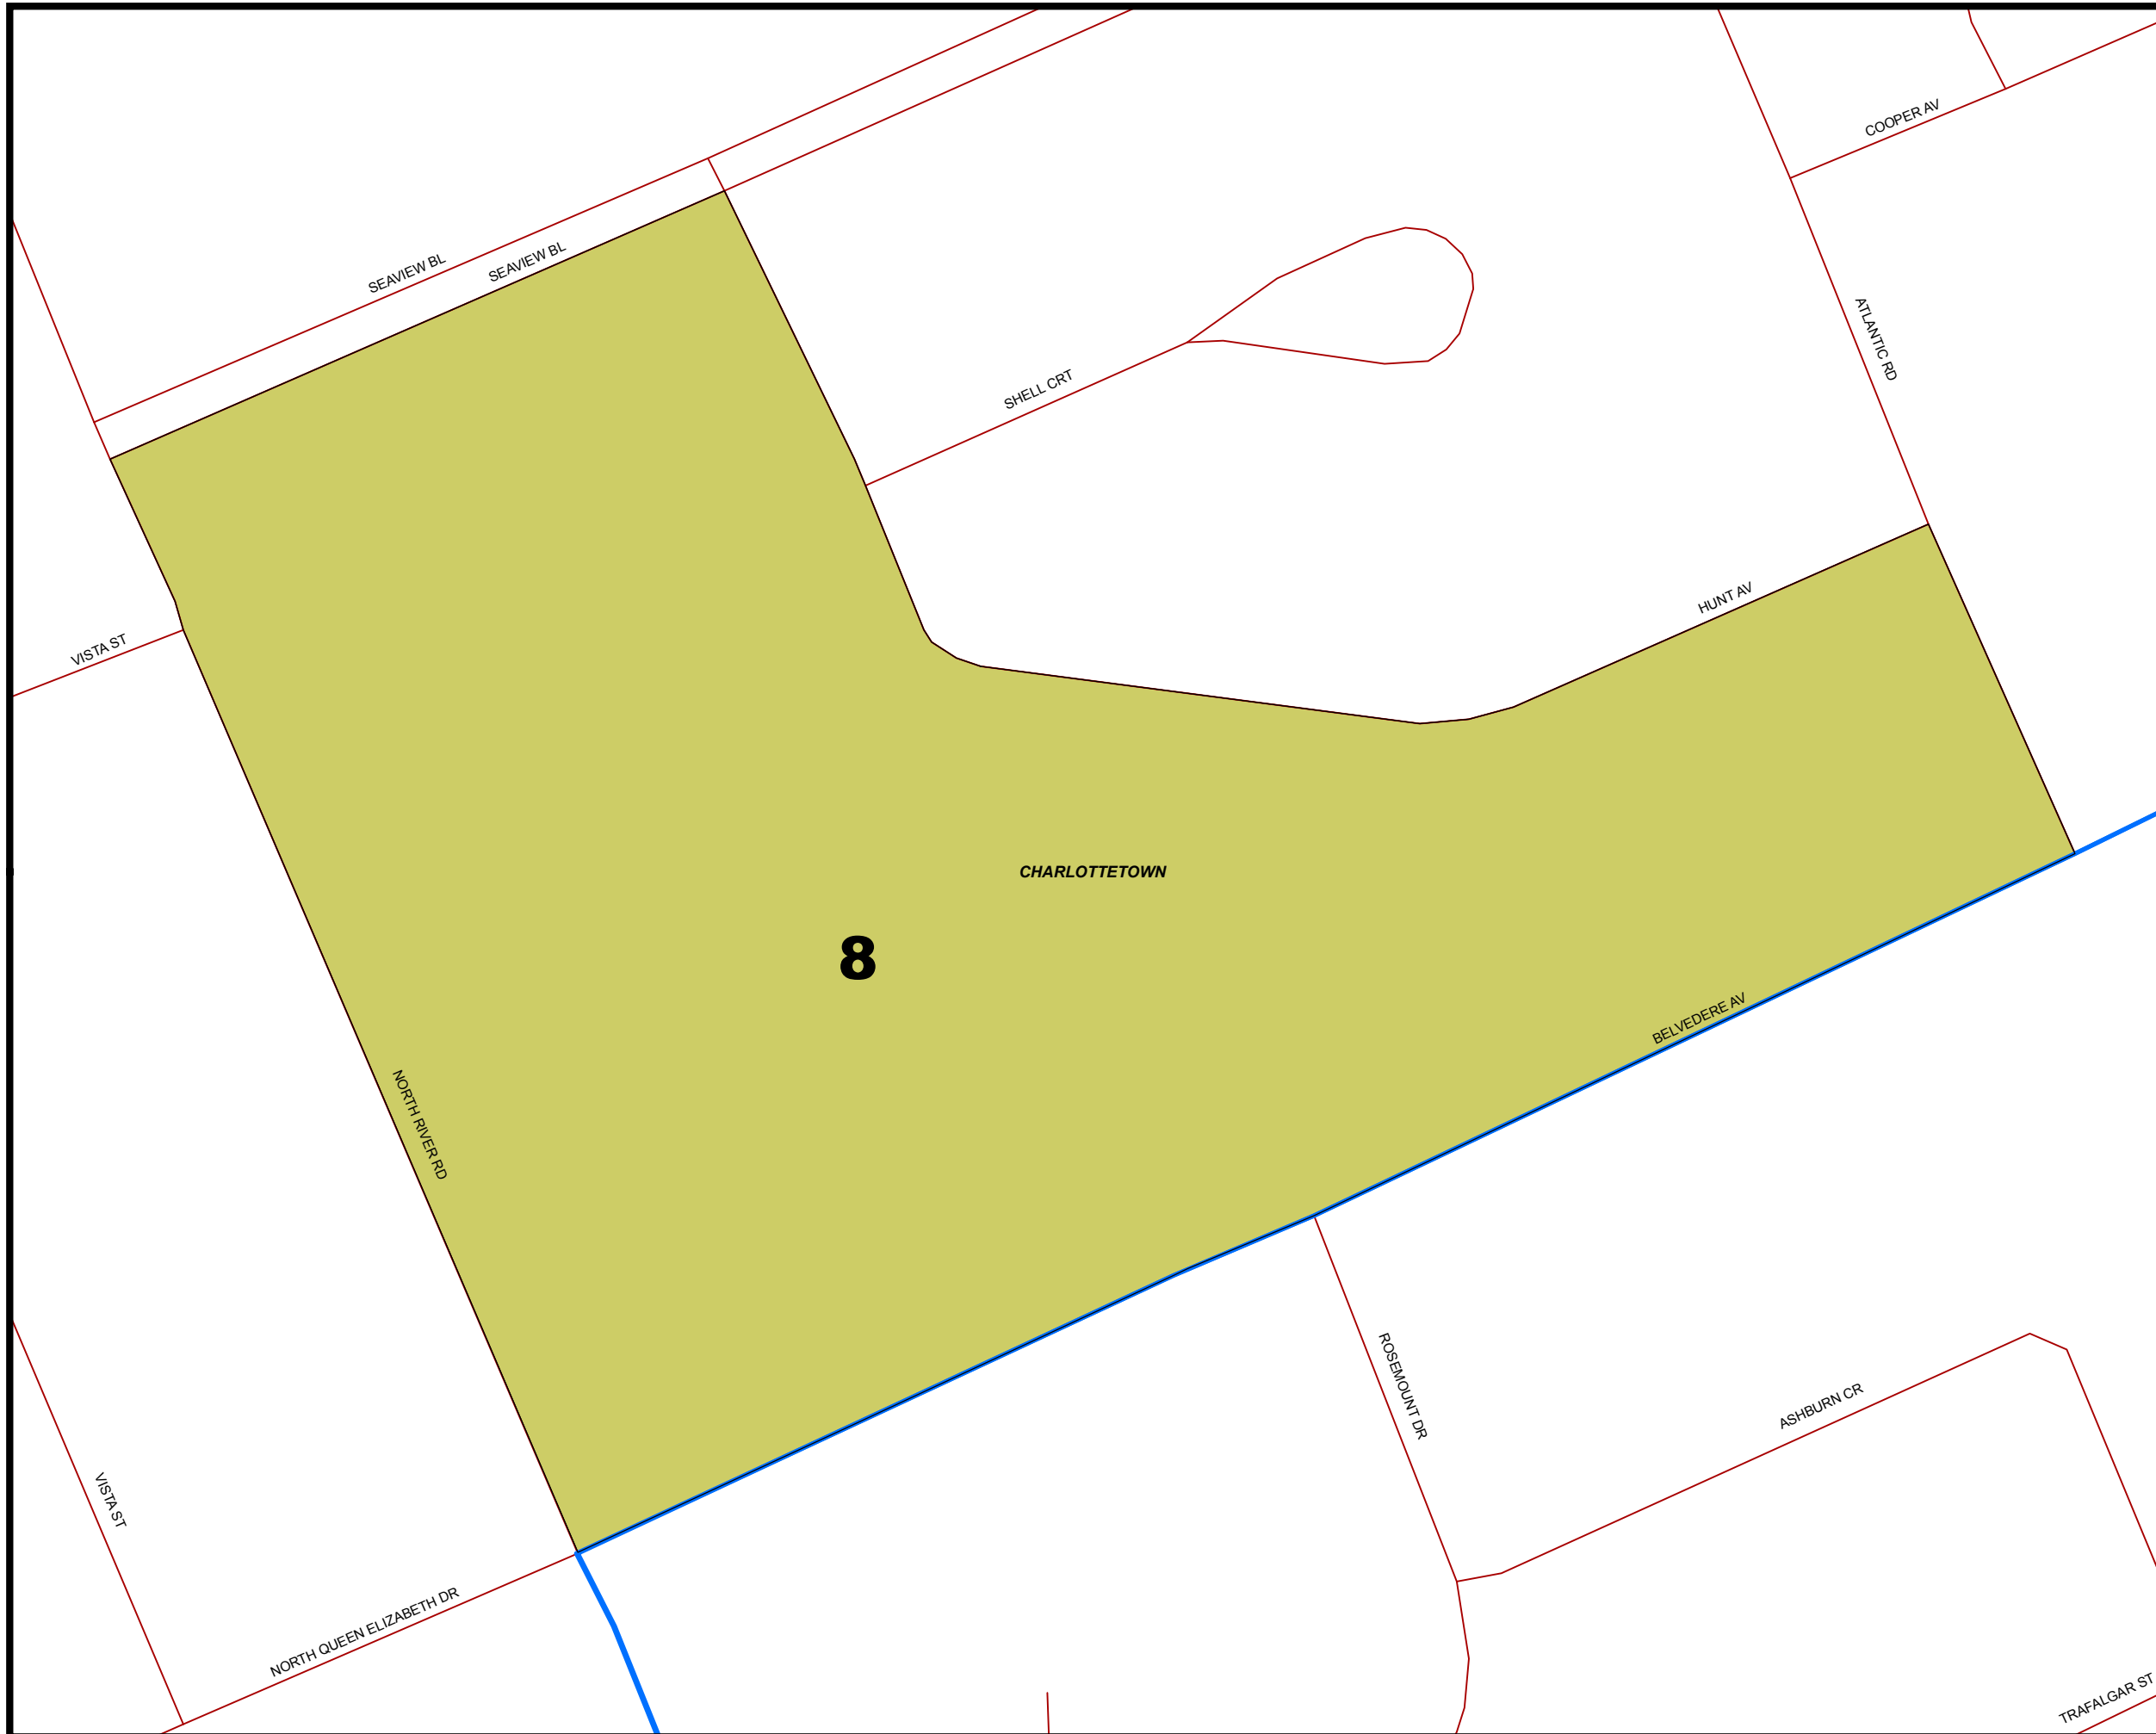 COOPER AV
SEAVIEW BL
SEAVIEW BL
ATLANTIC RD
SHELL CRT
HUNT AV
VISTA ST
CHARLOTTETOWN
8
BELVEDERE AV
NORTH RIVER RD
ROSEMOUNT DR
ASHBURN CR
VISTA ST
NORTH QUEEN ELIZABETH DR
TRAFALGAR ST